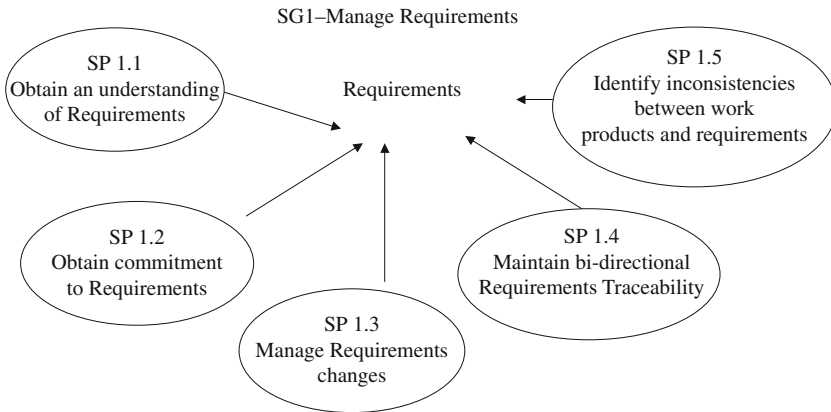 SG1–Manage Requirements
SP 1.1
Obtain an understanding
of Requirements
Requirements
SP 1.5
Identify inconsistencies
between work
products and requirements
SP 1.2
Obtain commitment
to Requirements
SP 1.3
Manage Requirements
changes
SP 1.4
Maintain bi-directional
Requirements Traceability